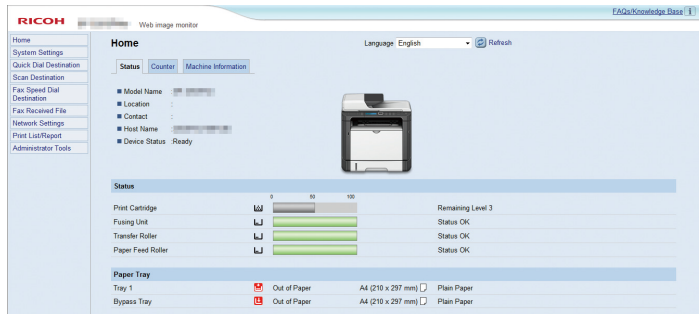 FAQs/Knowledge Base
RICOH
Web image monitor
Home
System Settings
Quick Dial Destination
Scan Destination
Fax Speed Dial
Destination
Fax Received File
Network Settings
Print List/Report
Administrator Tools
Home
Language English
Refresh
Status Counter Machine Information
Model Name :
Location :
Contact :
Host Name :
Device Status :Ready
Status
0 50 100
Print Cartridge Remaining Level 3
Fusing Unit Status OK
Transfer Roller Status OK
Paper Feed Roller Status OK
Paper Tray
Tray 1 Out of Paper A4 (210 x 297 mm) Plain Paper
Bypass Tray Out of Paper A4 (210 x 297 mm) Plain Paper